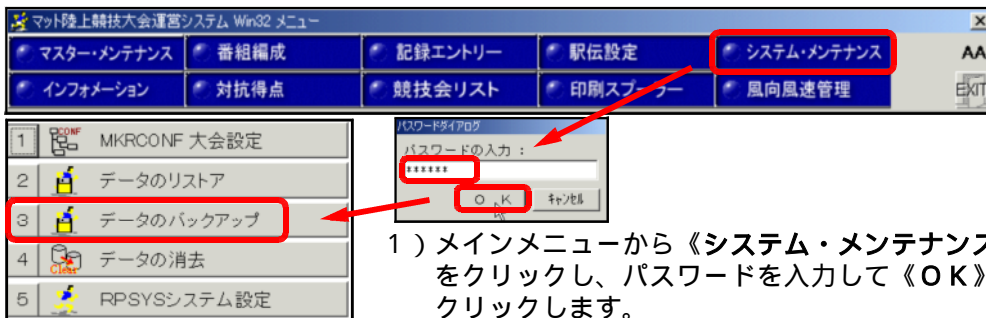 マット陸上競技大会運営システム Win32 メニュー
マスター・メンテナンス 番組編成 記録エントリー 駅伝設定 システム・メンテナンス AA
インフォメーション 対抗得点 競技会リスト 印刷スプーラー 風向風速管理 EXIT
1 CONF MKRCONF 大会設定
2 データのリストア
3 データのバックアップ
4 Clear データの消去
5 RPSYSシステム設定
パスワードダイアログ
パスワードの入力：
******
ＯＫ キャンセル
１）メインメニューから《システム・メンテナンス
をクリックし、パスワードを入力して《ＯＫ》
クリックします。